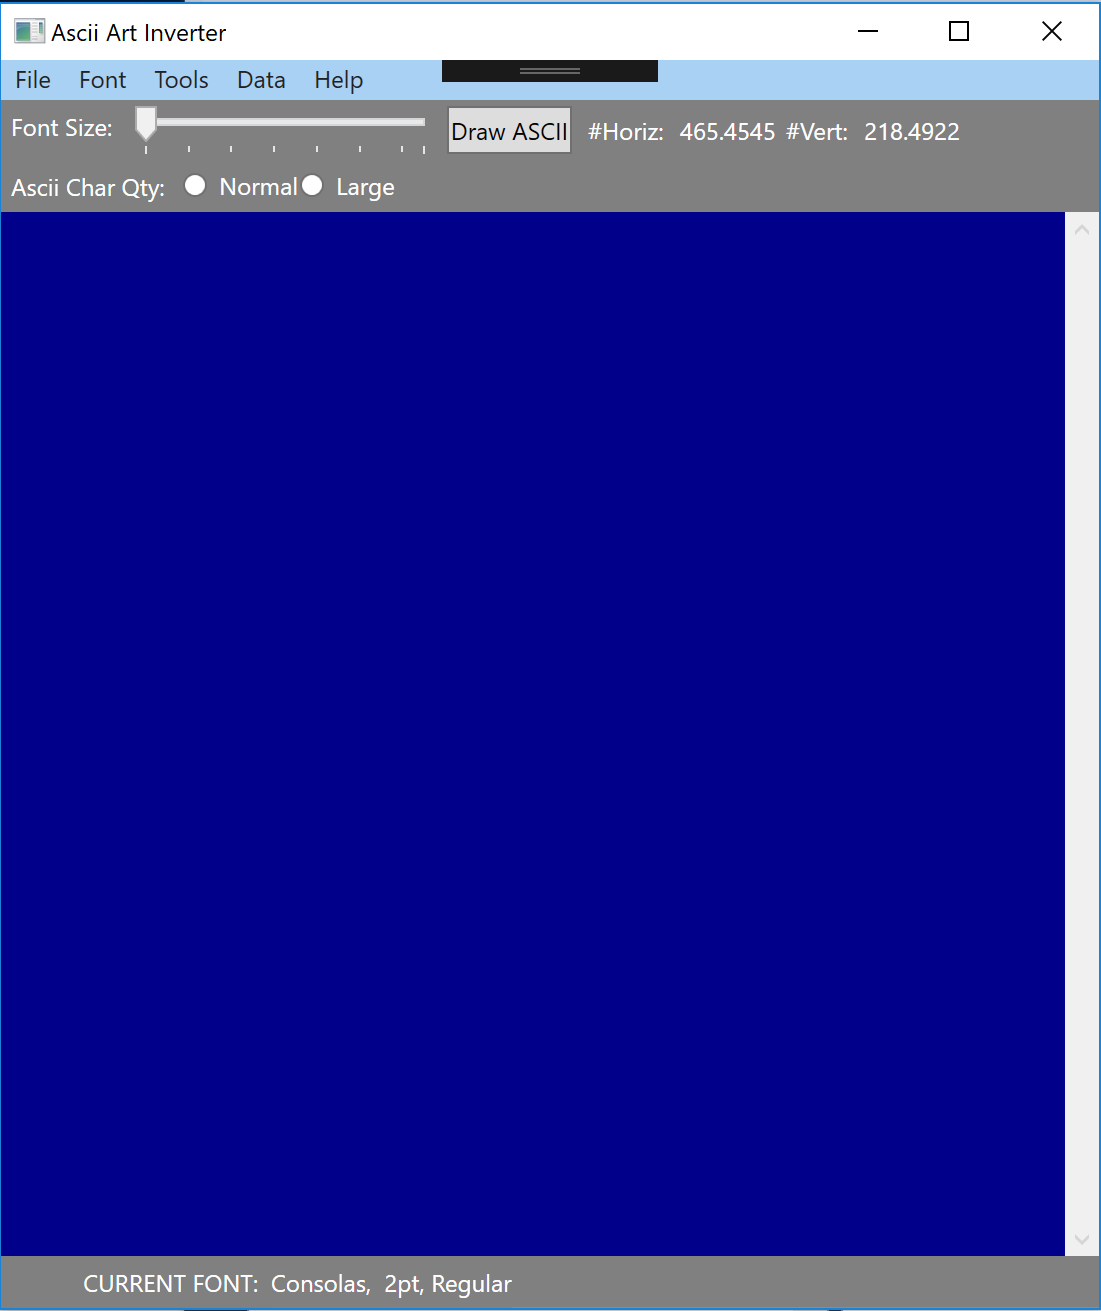 Ascii Art Inverter
File Font Tools Data Help
Font Size: Draw ASCII #Horiz: 465.4545 #Vert: 218.4922
Ascii Char Qty: Normal Large
CURRENT FONT: Consolas, 2pt, Regular